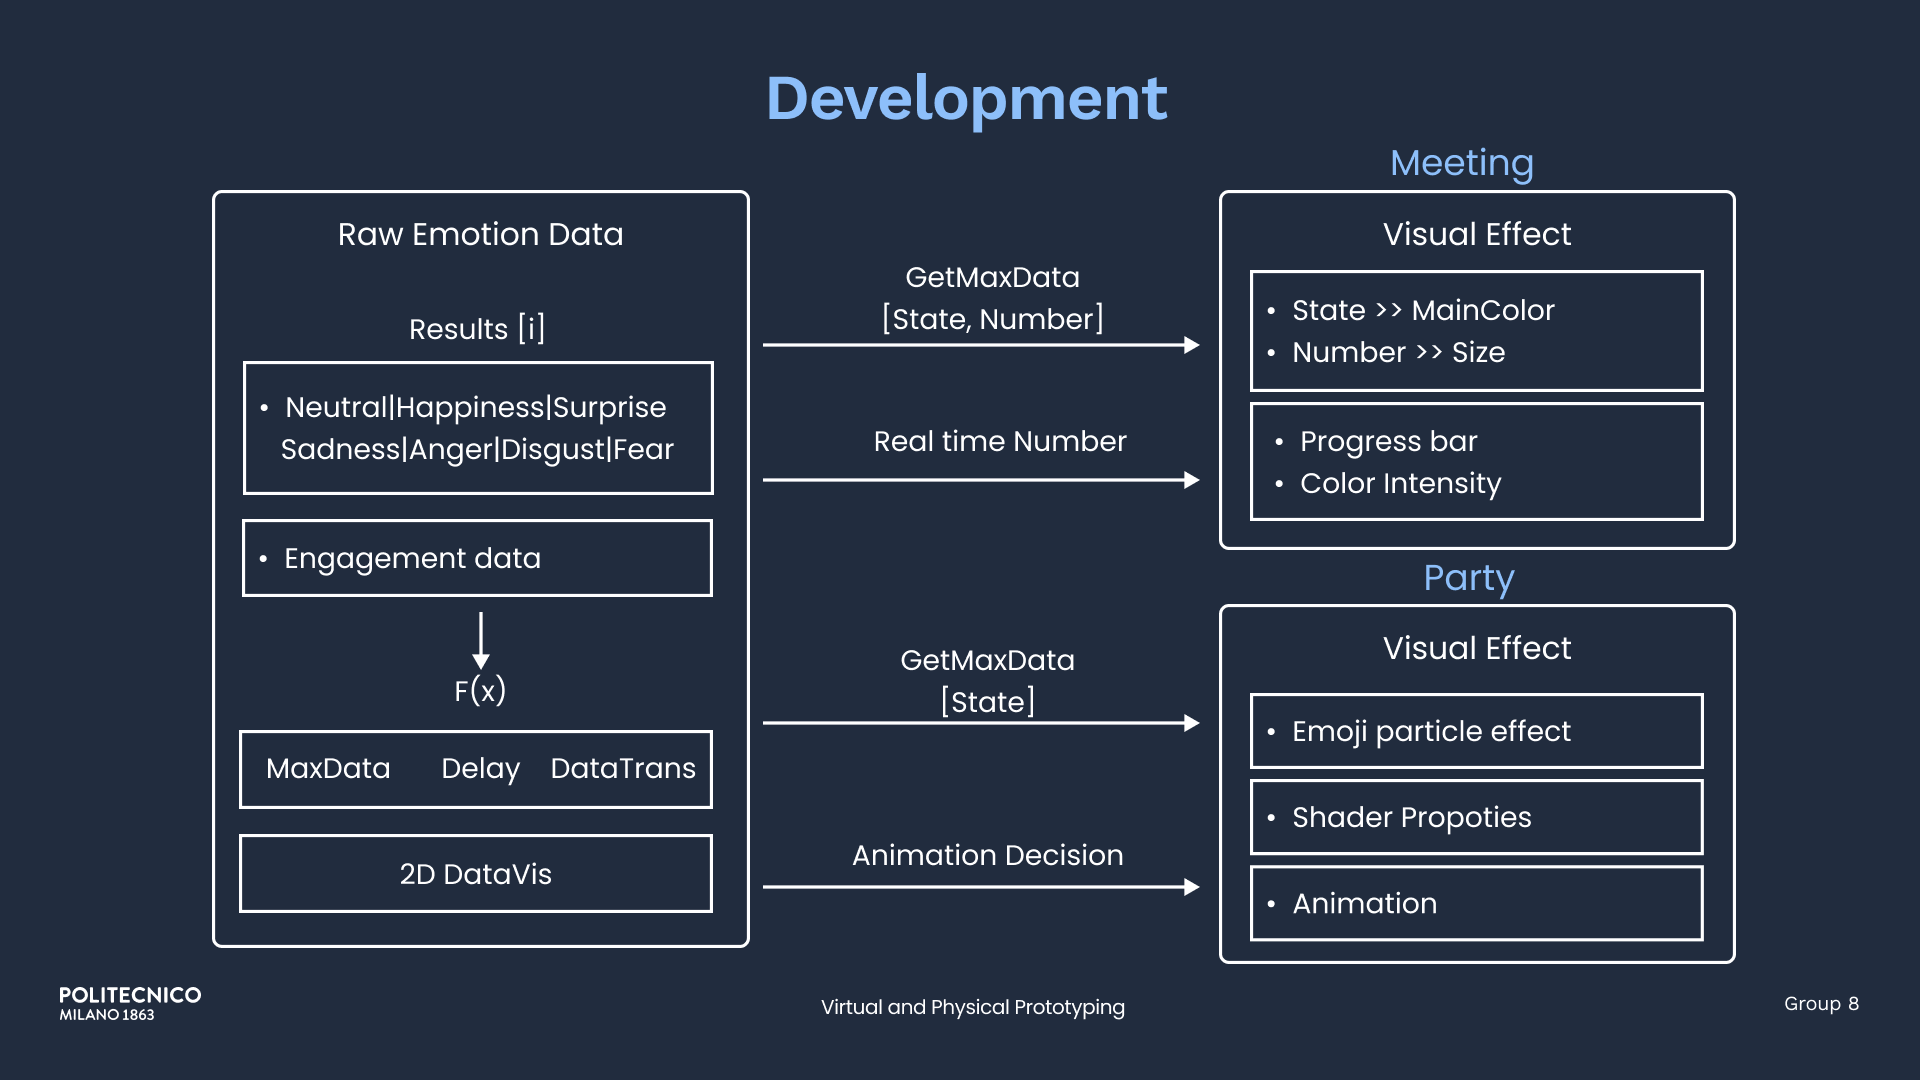 Development
Raw Emotion Data
Results [i]
• Neutral|Happiness|Surprise
Sadness|Anger|Disgust|Fear
• Engagement data
F(x)
MaxData Delay DataTrans
2D DataVis
GetMaxData
[State, Number]
Real time Number
GetMaxData
[State]
Animation Decision
Meeting
Visual Effect
• State >> MainColor
• Number >> Size
• Progress bar
• Color Intensity
Party
Visual Effect
• Emoji particle effect
• Shader Propoties
• Animation
POLITECNICO
MILANO 1863
Virtual and Physical Prototyping
Group 8